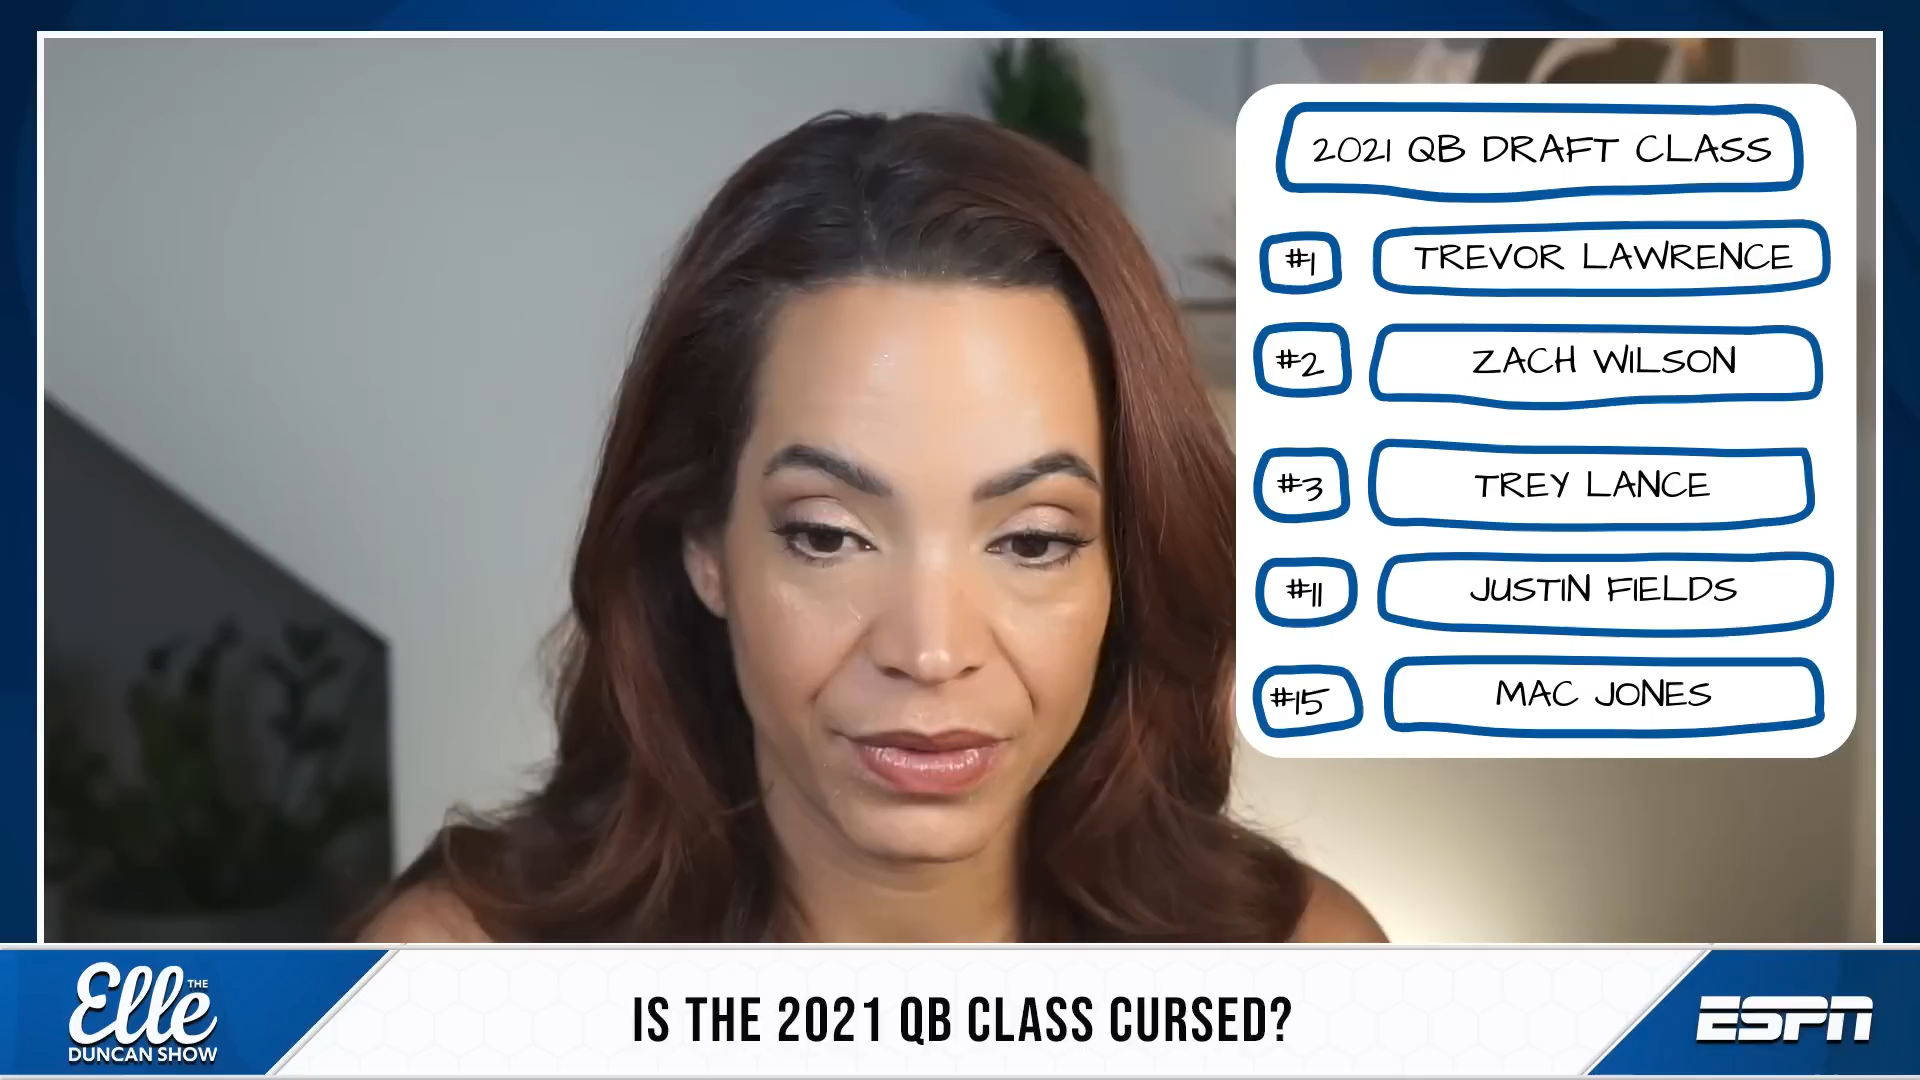 2021 QB DRAFT CLASS
#1 TREVOR LAWRENCE
#2 ZACH WILSON
#3 TREY LANCE
#11 JUSTIN FIELDS
#15 MAC JONES
THE
Elle
DUNCAN SHOW
IS THE 2021 QB CLASS CURSED?
ESPN